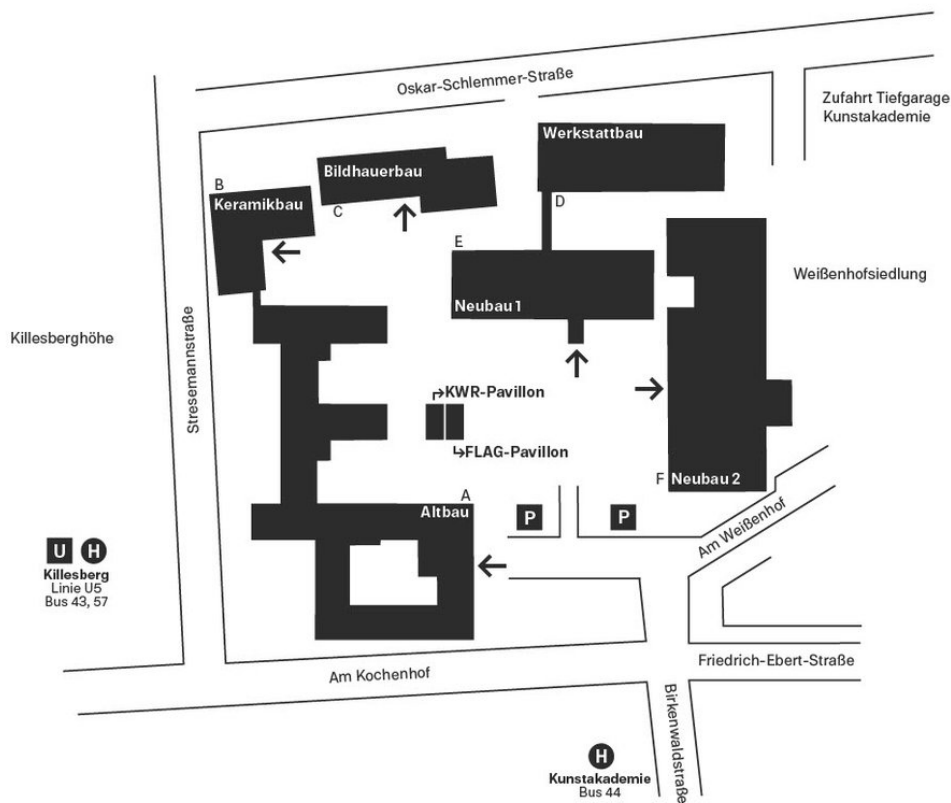 Oskar-Schlemmer-Straße
Zufahrt Tiefgarage
Kunstakademie
Werkstattbau
D
Bildhauerbau
C
B
Keramikbau
E
Neubau 1
Weißenhofsiedlung
Killesberghöhe
Stresemannstraße
KWR-Pavillon
FLAG-Pavillon
F
Neubau 2
A
Altbau
P
P
Am Weißenhof
U H
Killesberg
Linie U5
Bus 43, 57
Am Kochenhof
Friedrich-Ebert-Straße
Birkenwaldstraße
H
Kunstakademie
Bus 44